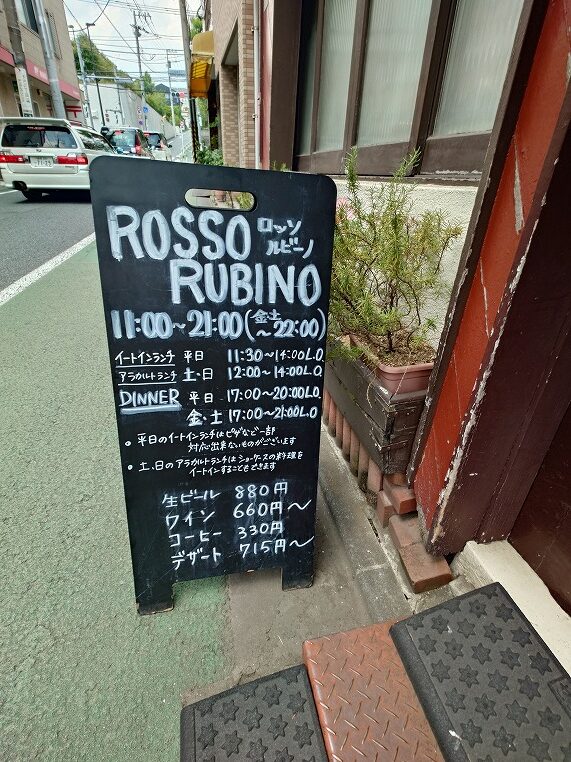 ROSSO ロッソ
RUBINO ルビーノ
11:00~21:00(金土~22:00)
イートインランチ 平日 11:30~14:00L.O
アラカルトランチ 土・日 12:00~14:00L.O
DINNER 平日 17:00~20:00L.O
金・土 17:00~21:00L.O
• 平日のイートインランチはピザなど一部
対応出来ないものがございます
• 土、日のアラカルトランチはショーケースの料理を
イートインすることもできます
生ビール 880円
ワイン 660円~
コーヒー 330円
デザート 715円~